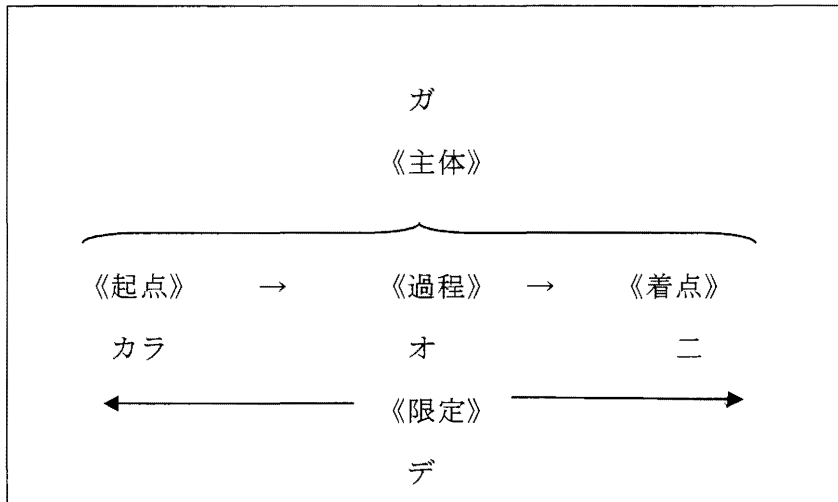 ガ
《主体》
《起点》 → 《過程》 → 《着点》
カラ オ ニ
《限定》
デ